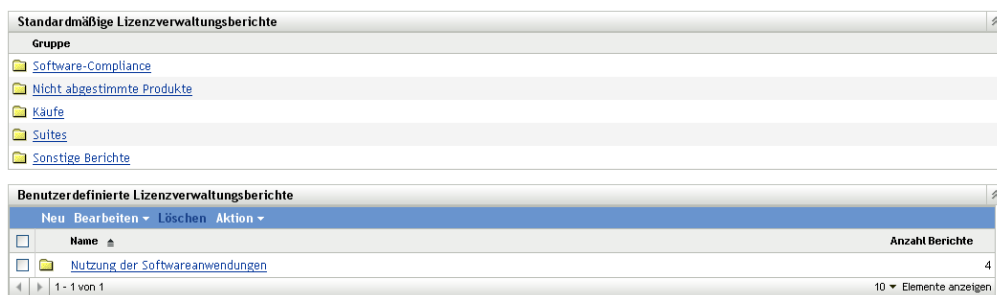 Standardmäßige Lizenzverwaltungsberichte
Gruppe
Software-Compliance
Nicht abgestimmte Produkte
Käufe
Suites
Sonstige Berichte
Benutzerdefinierte Lizenzverwaltungsberichte
Neu Bearbeiten Löschen Aktion
Name Anzahl Berichte
Nutzung der Softwareanwendungen 4
1 - 1 von 1 10 Elemente anzeigen